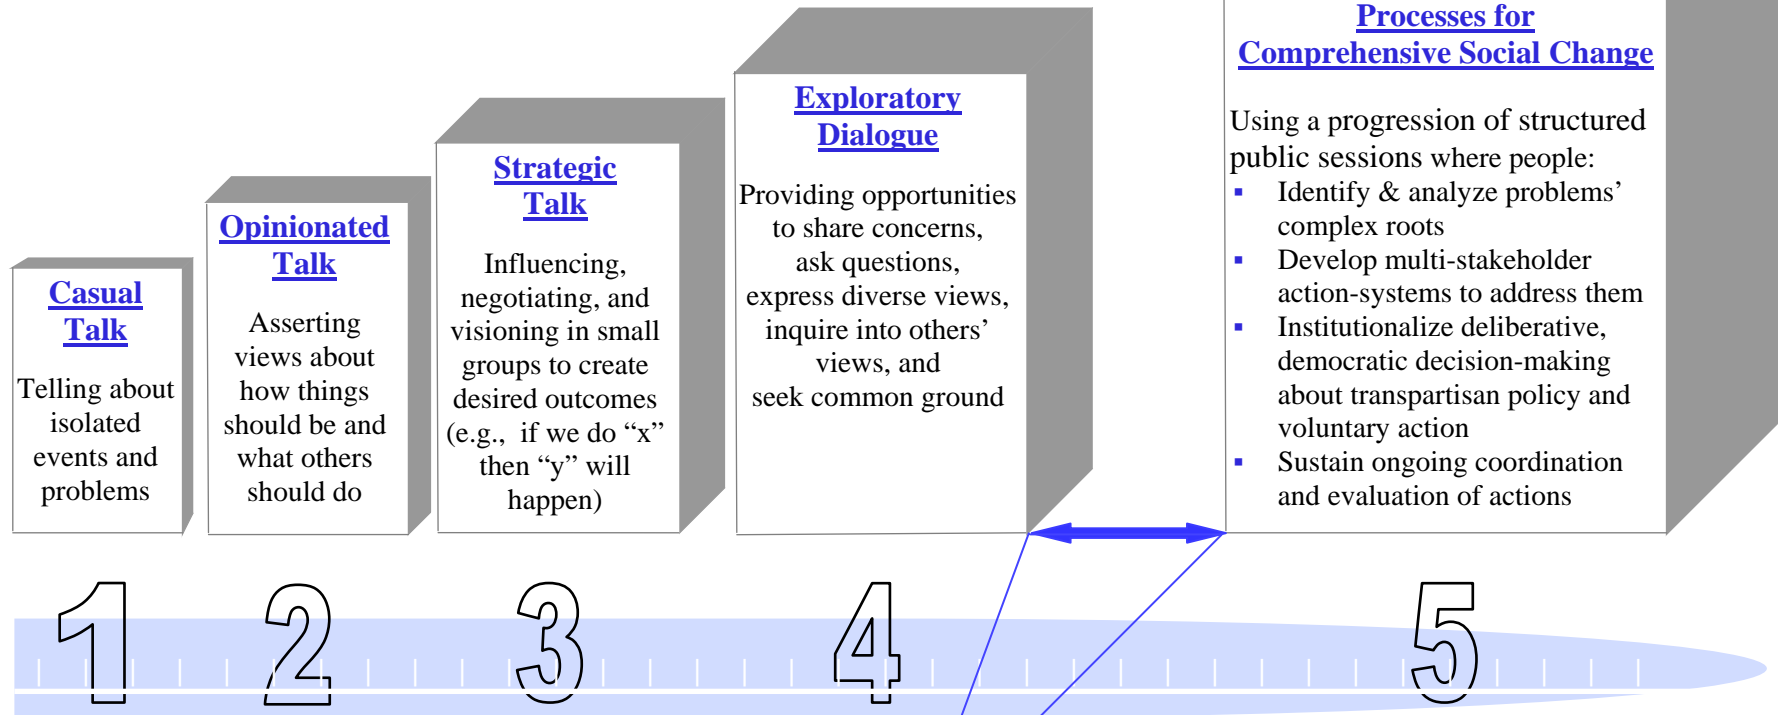 Casual
Talk
Telling about
isolated
events and
problems
Opinionated
Talk
Asserting
views about
how things
should be and
what others
should do
Strategic
Talk
Influencing,
negotiating, and
visioning in small
groups to create
desired outcomes
(e.g.,  if we do “x”
then “y” will
happen)
Exploratory
Dialogue
Providing opportunities
to share concerns,
ask questions,
express diverse views,
inquire into others’
views, and
seek common ground
Processes for
Comprehensive Social Change
Using a progression of structured
public sessions where people:
▪ Identify & analyze problems’
complex roots
▪ Develop multi-stakeholder
action-systems to address them
▪ Institutionalize deliberative,
democratic decision-making
about transpartisan policy and
voluntary action
▪ Sustain ongoing coordination
and evaluation of actions
1 2 3 4 5